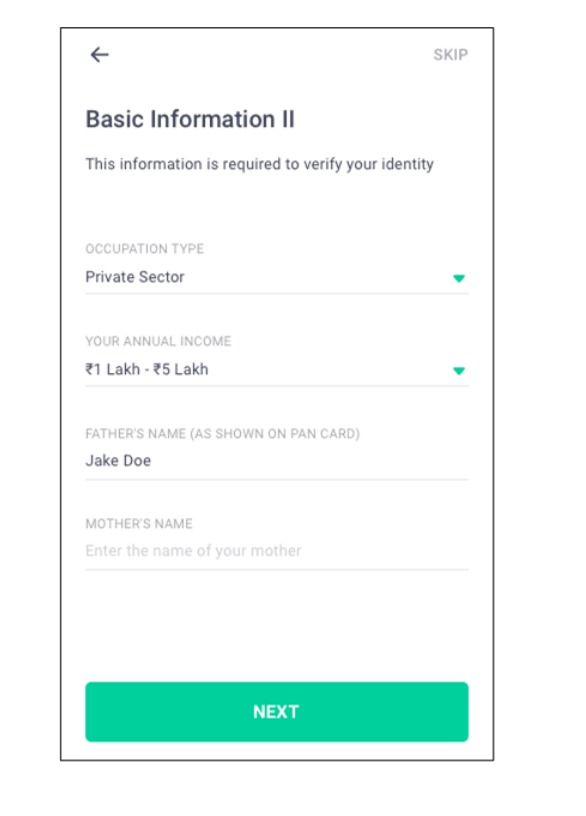 SKIP
Basic Information II
This information is required to verify your identity
OCCUPATION TYPE
Private Sector
YOUR ANNUAL INCOME
₹1 Lakh - ₹5 Lakh
FATHER'S NAME (AS SHOWN ON PAN CARD)
Jake Doe
MOTHER'S NAME
Enter the name of your mother
NEXT